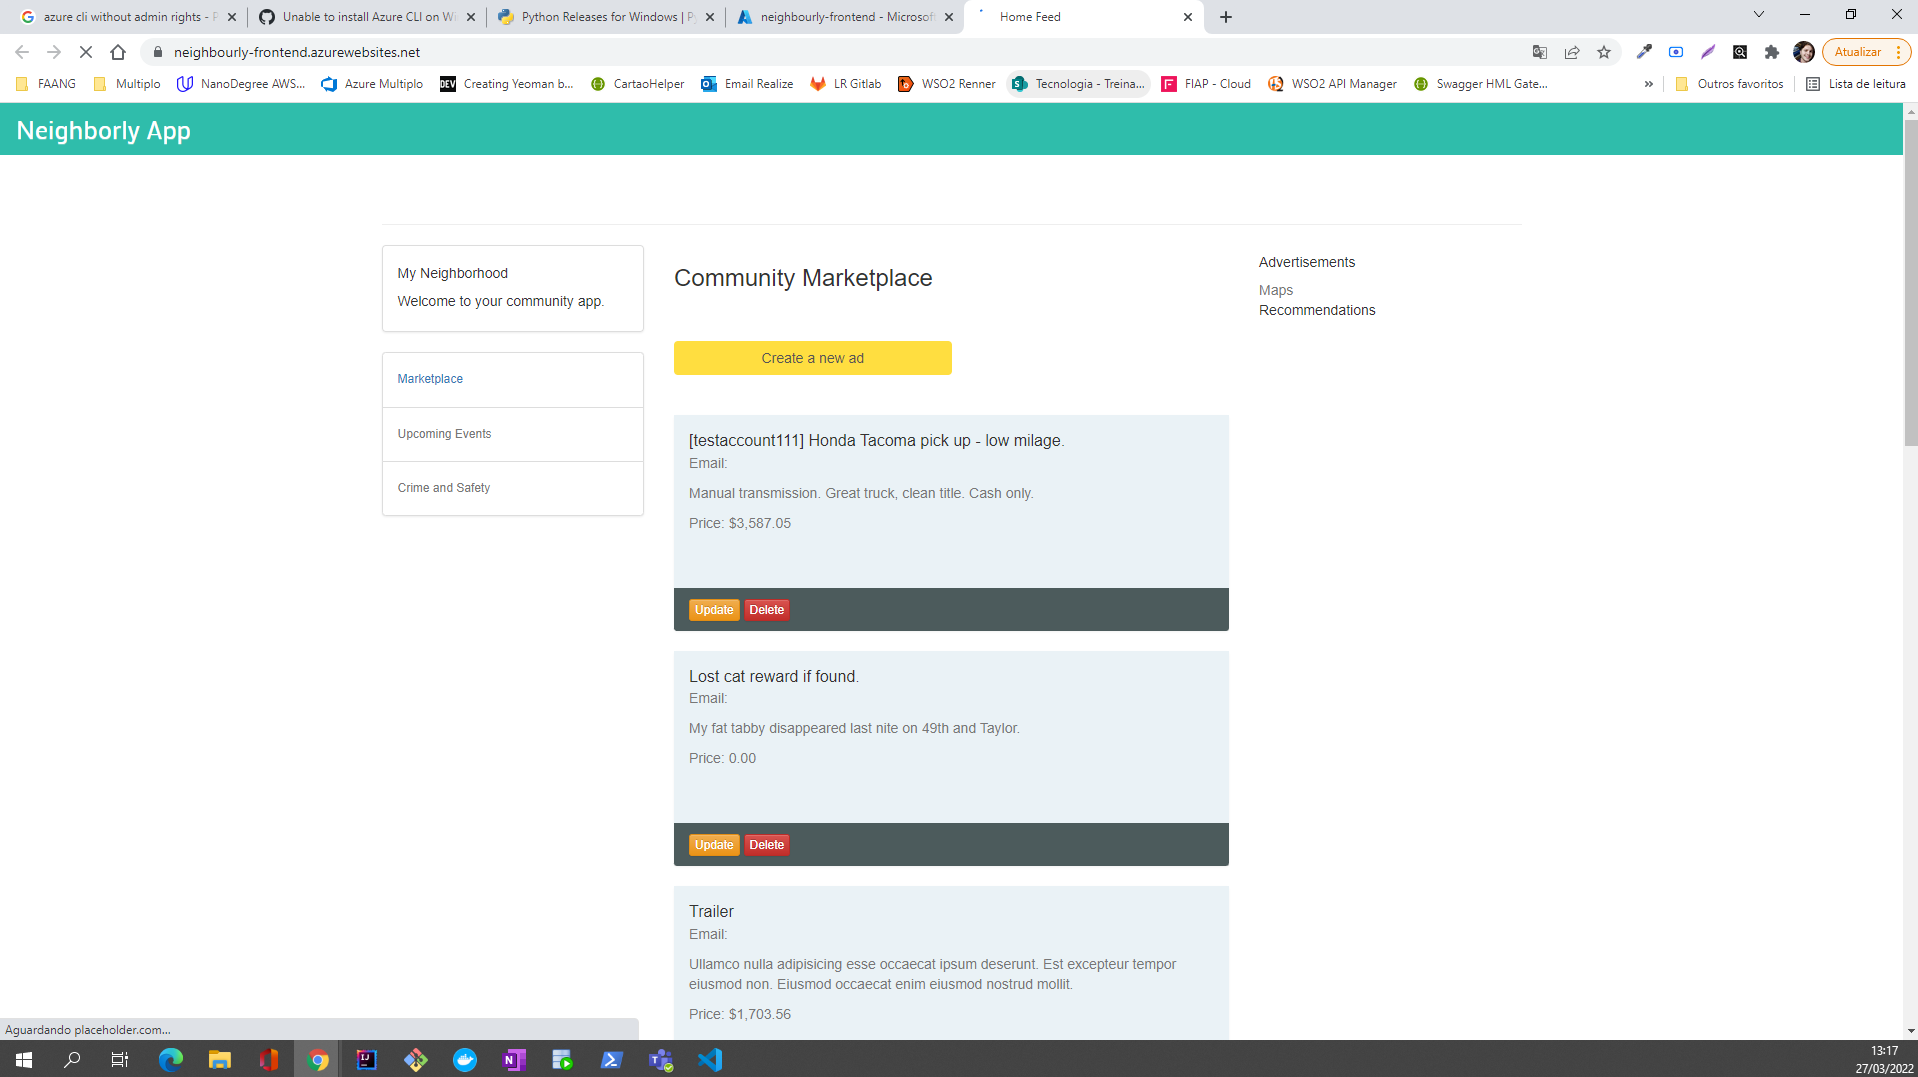 azure cli without admin rights - P
Unable to install Azure CLI on Wi
Python Releases for Windows | Py
neighbourly-frontend - Microsoft
Home Feed
neighbourly-frontend.azurewebsites.net
Atualizar
FAANG
Multiplo
NanoDegree AWS...
Azure Multiplo
DEV
Creating Yeoman b...
CartaoHelper
Email Realize
LR Gitlab
WSO2 Renner
Tecnologia - Treina...
FIAP - Cloud
WSO2 API Manager
Swagger HML Gate...
»
Outros favoritos
Lista de leitura
Neighborly App
My Neighborhood
Welcome to your community app.
Marketplace
Upcoming Events
Crime and Safety
Community Marketplace
Create a new ad
[testaccount111] Honda Tacoma pick up - low milage.
Email:
Manual transmission. Great truck, clean title. Cash only.
Price: $3,587.05
Update Delete
Lost cat reward if found.
Email:
My fat tabby disappeared last nite on 49th and Taylor.
Price: 0.00
Update Delete
Trailer
Email:
Ullamco nulla adipisicing esse occaecat ipsum deserunt. Est excepteur tempor
eiusmod non. Eiusmod occaecat enim eiusmod nostrud mollit.
Price: $1,703.56
Advertisements
Maps
Recommendations
Aguardando placeholder.com...
13:17
27/03/2022